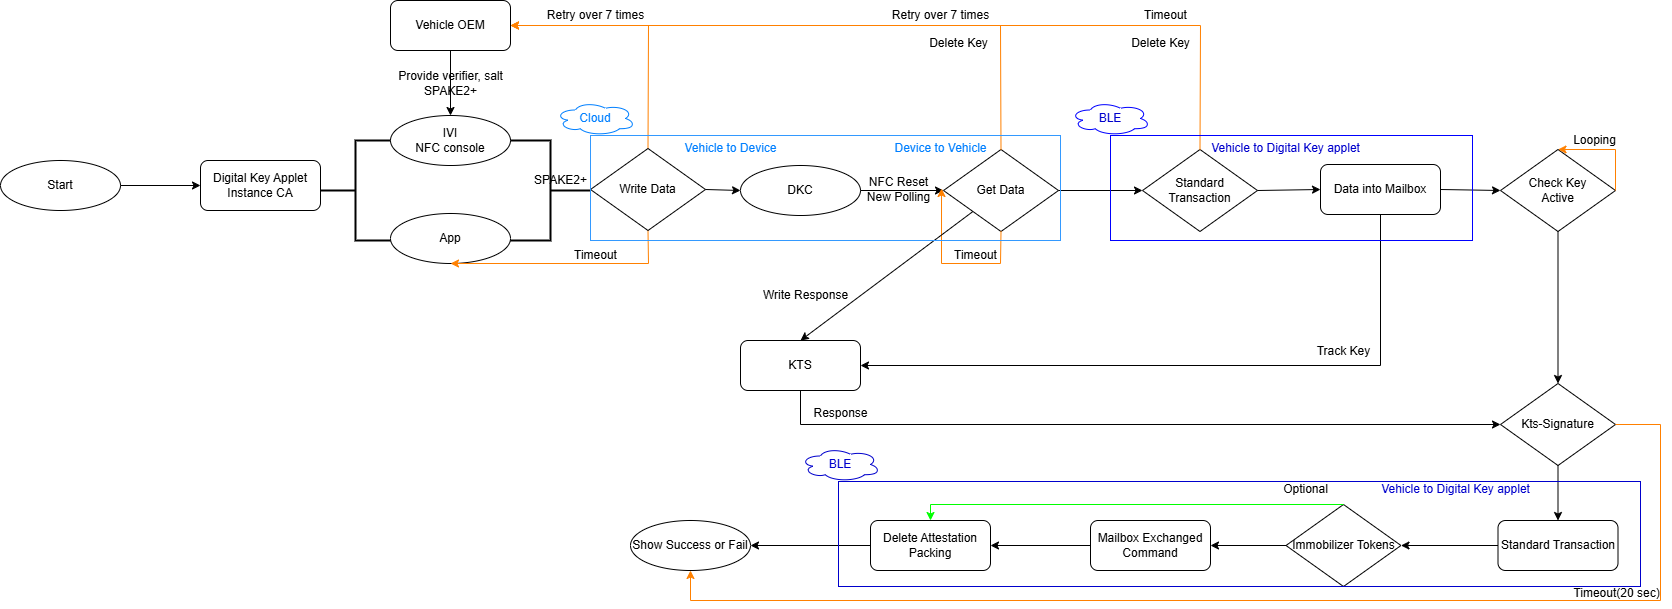 Vehicle OEM
Retry over 7 times
Retry over 7 times
Timeout
Delete Key
Delete Key
Provide verifier, salt
SPAKE2+
Cloud
BLE
IVI
NFC console
Vehicle to Device
Device to Vehicle
Vehicle to Digital Key applet
Looping
Start
Digital Key Applet
Instance CA
SPAKE2+
Write Data
DKC
NFC Reset
New Polling
Get Data
Standard
Transaction
Data into Mailbox
Check Key
Active
App
Timeout
Timeout
Write Response
KTS
Track Key
Response
Kts-Signature
BLE
Optional
Vehicle to Digital Key applet
Show Success or Fail
Delete Attestation
Packing
Mailbox Exchanged
Command
Immobilizer Tokens
Standard Transaction
Timeout(20 sec)